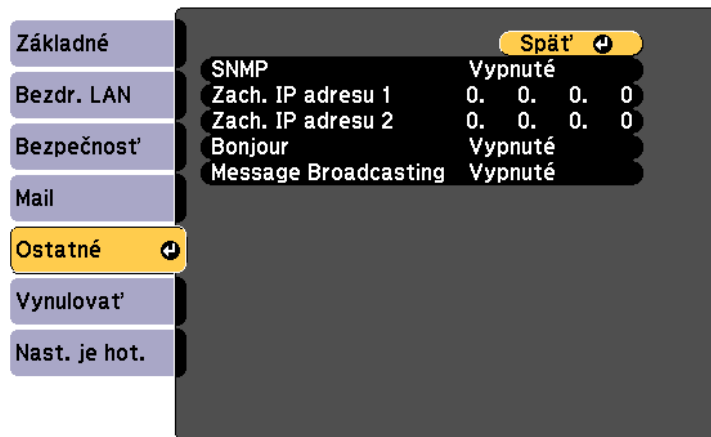 Základné
Bezdr. LAN
Bezpečnosť
Mail
Ostatné
Vynulovať
Nast. je hot.
Späť
SNMP Vypnuté
Zach. IP adresu 1 0. 0. 0. 0
Zach. IP adresu 2 0. 0. 0. 0
Bonjour Vypnuté
Message Broadcasting Vypnuté